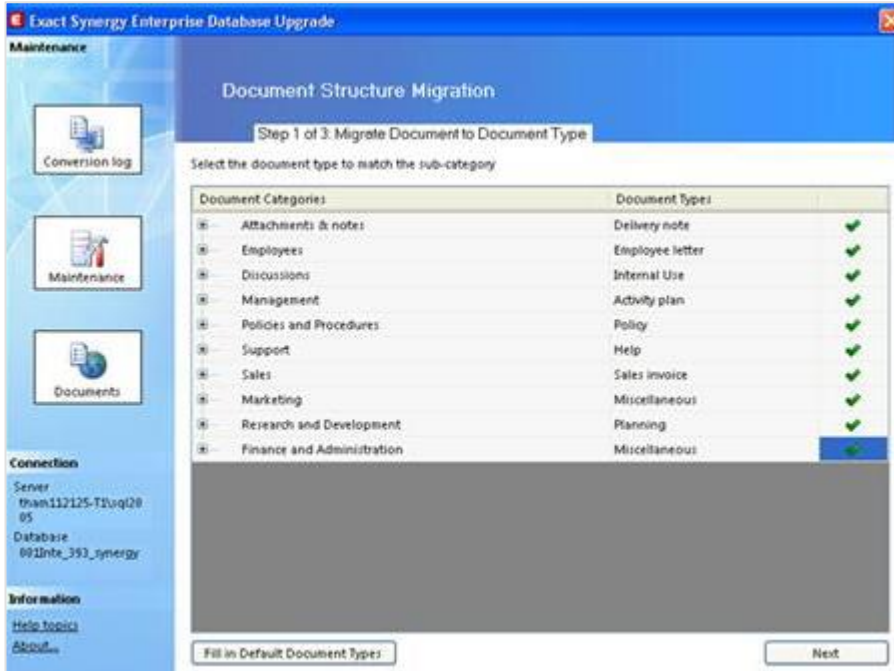 Exact Synergy Enterprise Database Upgrade
Maintenance
Document Structure Migration
Step 1 of 3: Migrate Document to Document Type
Conversion log
Select the document type to match the sub-category
Document Categories Document Types
Attachments & notes Delivery note
Employees Employee letter
Discussions Internal Use
Maintenance
Management Activity plan
Policies and Procedures Policy
Support Help
Sales Sales invoice
Documents
Marketing Miscellaneous
Research and Development Planning
Finance and Administration Miscellaneous
Connection
Server
05
Database
Information
Help topics
About...
Fill in Default Document Types
Next